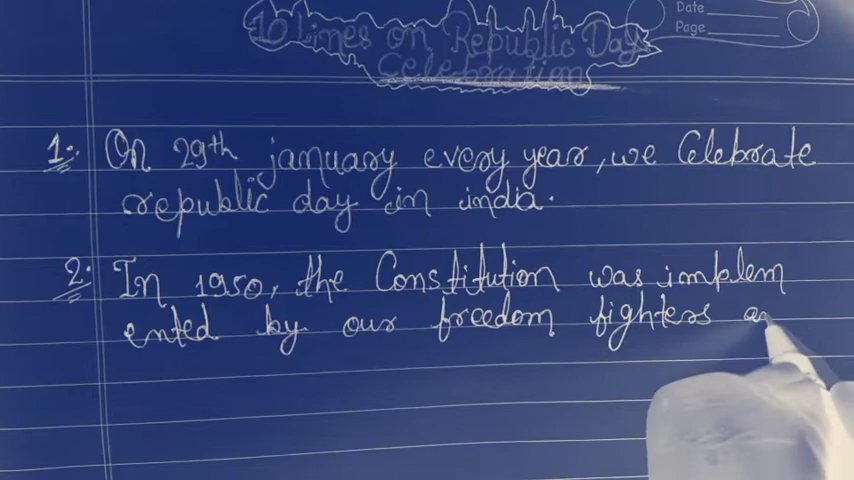 Date
Page
10 Lines on Republic Day
Celebration
1. On 29th january every year, we Celebrate
republic day in india.
2. In 1950, the Constitution was implem
ented by our freedom fighters a